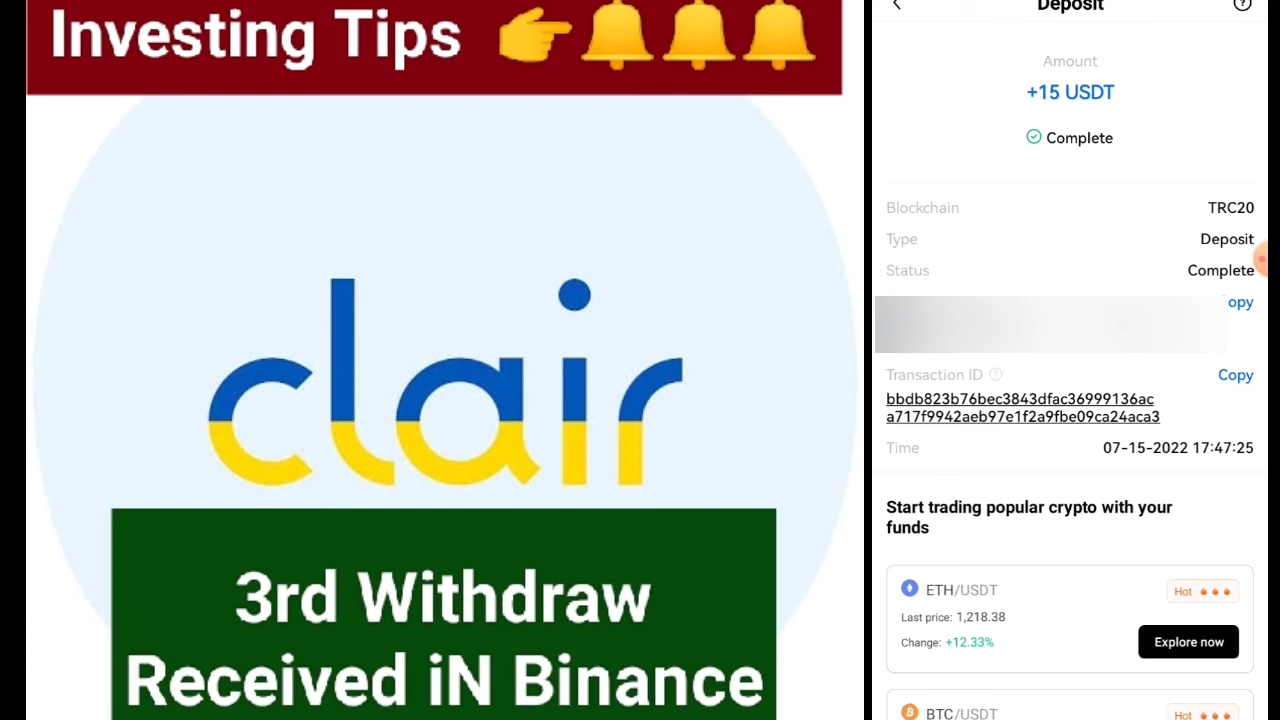 Investing Tips 👉🔔🔔🔔
clair
3rd Withdraw
Received iN Binance
Deposit
Amount
+15 USDT
Complete
Blockchain TRC20
Type Deposit
Status Complete
opy
Transaction ID Copy
bbdb823b76bec3843dfac36999136ac
a717f9942aeb97e1f2a9fbe09ca24aca3
Time 07-15-2022 17:47:25
Start trading popular crypto with your
funds
ETH/USDT Hot
Last price: 1,218.38
Change: +12.33% Explore now
BTC/USDT Hot